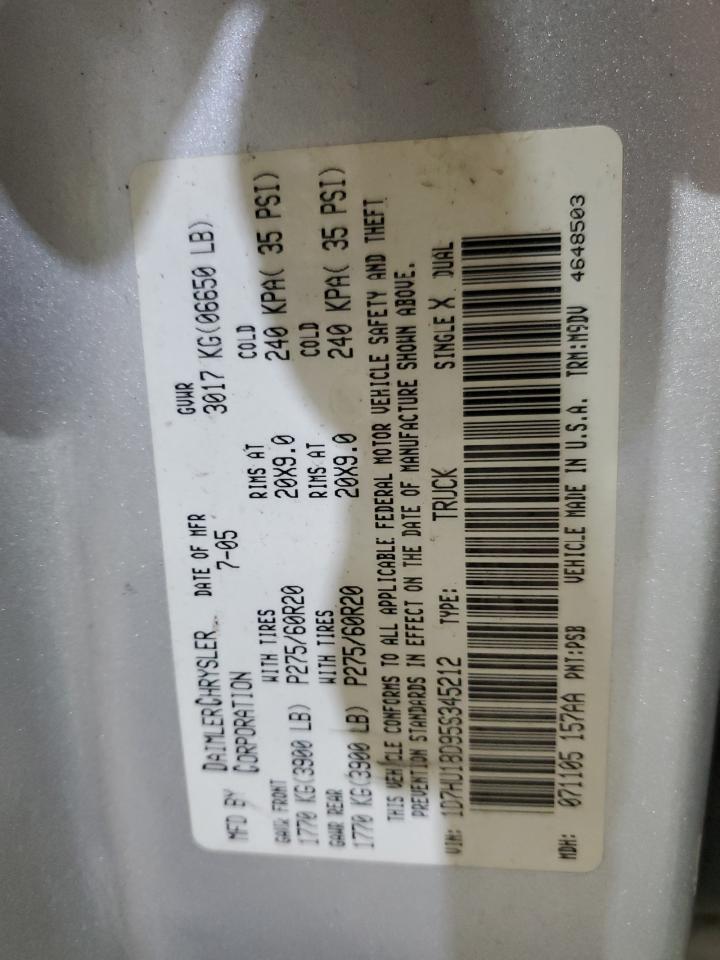 MFD BY DAIMLERCHRYSLER CORPORATION
DATE OF MFR 7-05
GVWR 3017 KG(06650 LB)
GAWR FRONT WITH TIRES RIMS AT COLD
1770 KG(3900 LB) P275/60R20 20X9.0 240 KPA( 35 PSI)
GAWR REAR WITH TIRES RIMS AT COLD
1770 KG(3900 LB) P275/60R20 20X9.0 240 KPA( 35 PSI)
THIS VEHICLE CONFORMS TO ALL APPLICABLE FEDERAL MOTOR VEHICLE SAFETY AND THEFT
PREVENTION STANDARDS IN EFFECT ON THE DATE OF MANUFACTURE SHOWN ABOVE.
VIN: 1D7HU18D95S345212 TYPE: TRUCK SINGLE X DUAL
MDH: 071105 157AA PNT:PSB VEHICLE MADE IN U.S.A. TRM:M9DV 4648503